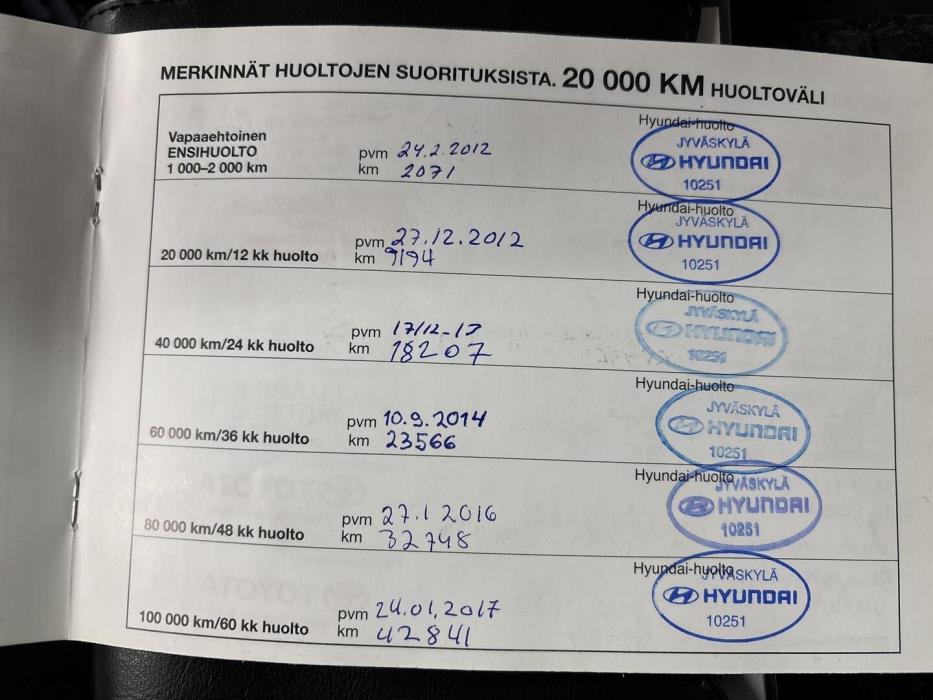 MERKINNÄT HUOLTOJEN SUORITUKSISTA. 20 000 KM HUOLTOVÄLI
Vapaaehtoinen
ENSIHUOLTO
1 000–2 000 km
pvm 24.2.2012
km 2071
Hyundai-huolto
JYVÄSKYLÄ
HYUNDAI
10251
20 000 km/12 kk huolto
pvm 27.12.2012
km 9194
Hyundai-huolto
JYVÄSKYLÄ
HYUNDAI
10251
40 000 km/24 kk huolto
pvm 17/12-13
km 18207
Hyundai-huolto
JYVÄSKYLÄ
HYUNDAI
10251
60 000 km/36 kk huolto
pvm 10.9.2014
km 23566
Hyundai-huolto
JYVÄSKYLÄ
HYUNDAI
10251
80 000 km/48 kk huolto
pvm 27.1 2016
km 32748
Hyundai-huolto
JYVÄSKYLÄ
HYUNDAI
10251
100 000 km/60 kk huolto
pvm 24.01.2017
km 42841
Hyundai-huolto
JYVÄSKYLÄ
HYUNDAI
10251